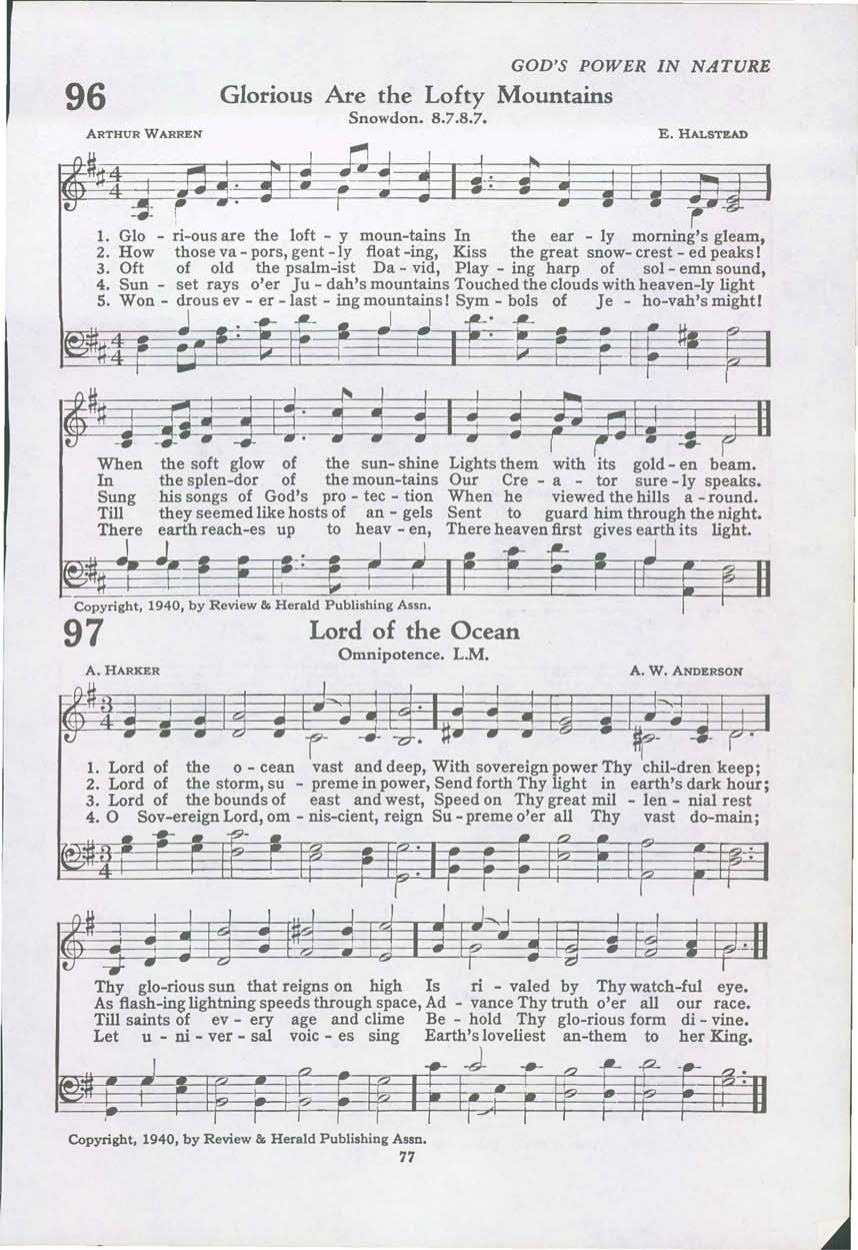 GOD'S POWER IN NATURE
96 Glorious Are the Lofty Mountains
Snowdon. 8.7.8.7.
ARTHUR WARREN E. HALSTEAD
4
4
1. Glo - ri-ous are the loft - y moun-tains In the ear - ly morning's gleam,
2. How those va - pors, gent - ly float -ing, Kiss the great snow- crest - ed peaks!
3. Oft of old the psalm-ist Da - vid, Play - ing harp of sol - emn sound,
4. Sun - set rays o'er Ju - dah's mountains Touched the clouds with heaven-ly light
5. Won - drous ev - er - last - ing mountains! Sym - bols of Je - ho-vah's might!
4
4
When the soft glow of the sun- shine Lights them with its gold - en beam.
In the splen-dor of the moun-tains Our Cre - a - tor sure - ly speaks.
Sung his songs of God's pro - tec - tion When he viewed the hills a - round.
Till they seemed like hosts of an - gels Sent to guard him through the night.
There earth reach-es up to heav - en, There heaven first gives earth its light.
Copyright, 1940, by Review & Herald Publishing Assn.
97 Lord of the Ocean
Omnipotence. L.M.
A. HARKER A. W. ANDERSON
3
4
1. Lord of the o - cean vast and deep, With sovereign power Thy chil-dren keep;
2. Lord of the storm, su - preme in power, Send forth Thy light in earth's dark hour;
3. Lord of the bounds of east and west, Speed on Thy great mil - len - nial rest
4. O Sov-ereign Lord, om - nis-cient, reign Su - preme o'er all Thy vast do-main;
3
4
Thy glo-rious sun that reigns on high Is ri - valed by Thy watch-ful eye.
As flash-ing lightning speeds through space, Ad - vance Thy truth o'er all our race.
Till saints of ev - ery age and clime Be - hold Thy glo-rious form di - vine.
Let u - ni - ver - sal voic - es sing Earth's loveliest an-them to her King.
Copyright, 1940, by Review & Herald Publishing Assn.
77